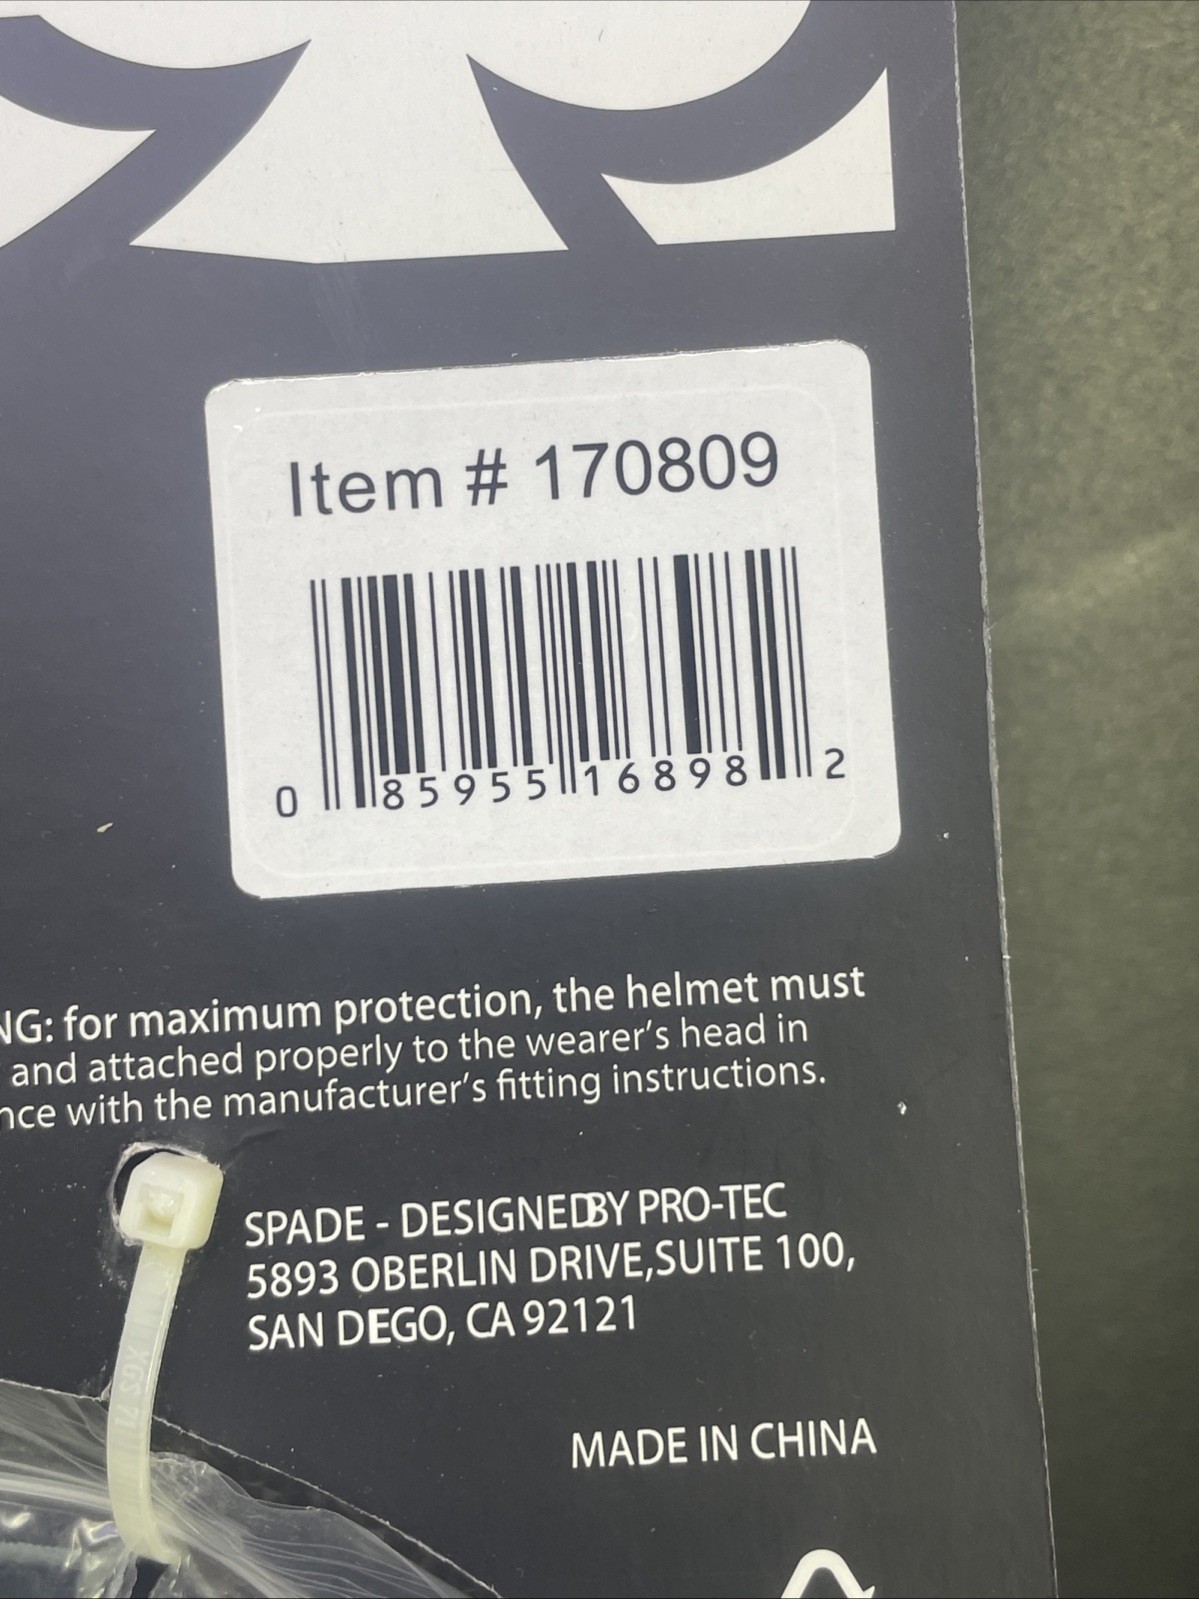 Item # 170809
0 85955 16898 2
NG: for maximum protection, the helmet must
and attached properly to the wearer's head in
nce with the manufacturer's fitting instructions.
SPADE - DESIGNEDBY PRO-TEC
5893 OBERLIN DRIVE,SUITE 100,
SAN DEGO, CA 92121
MADE IN CHINA